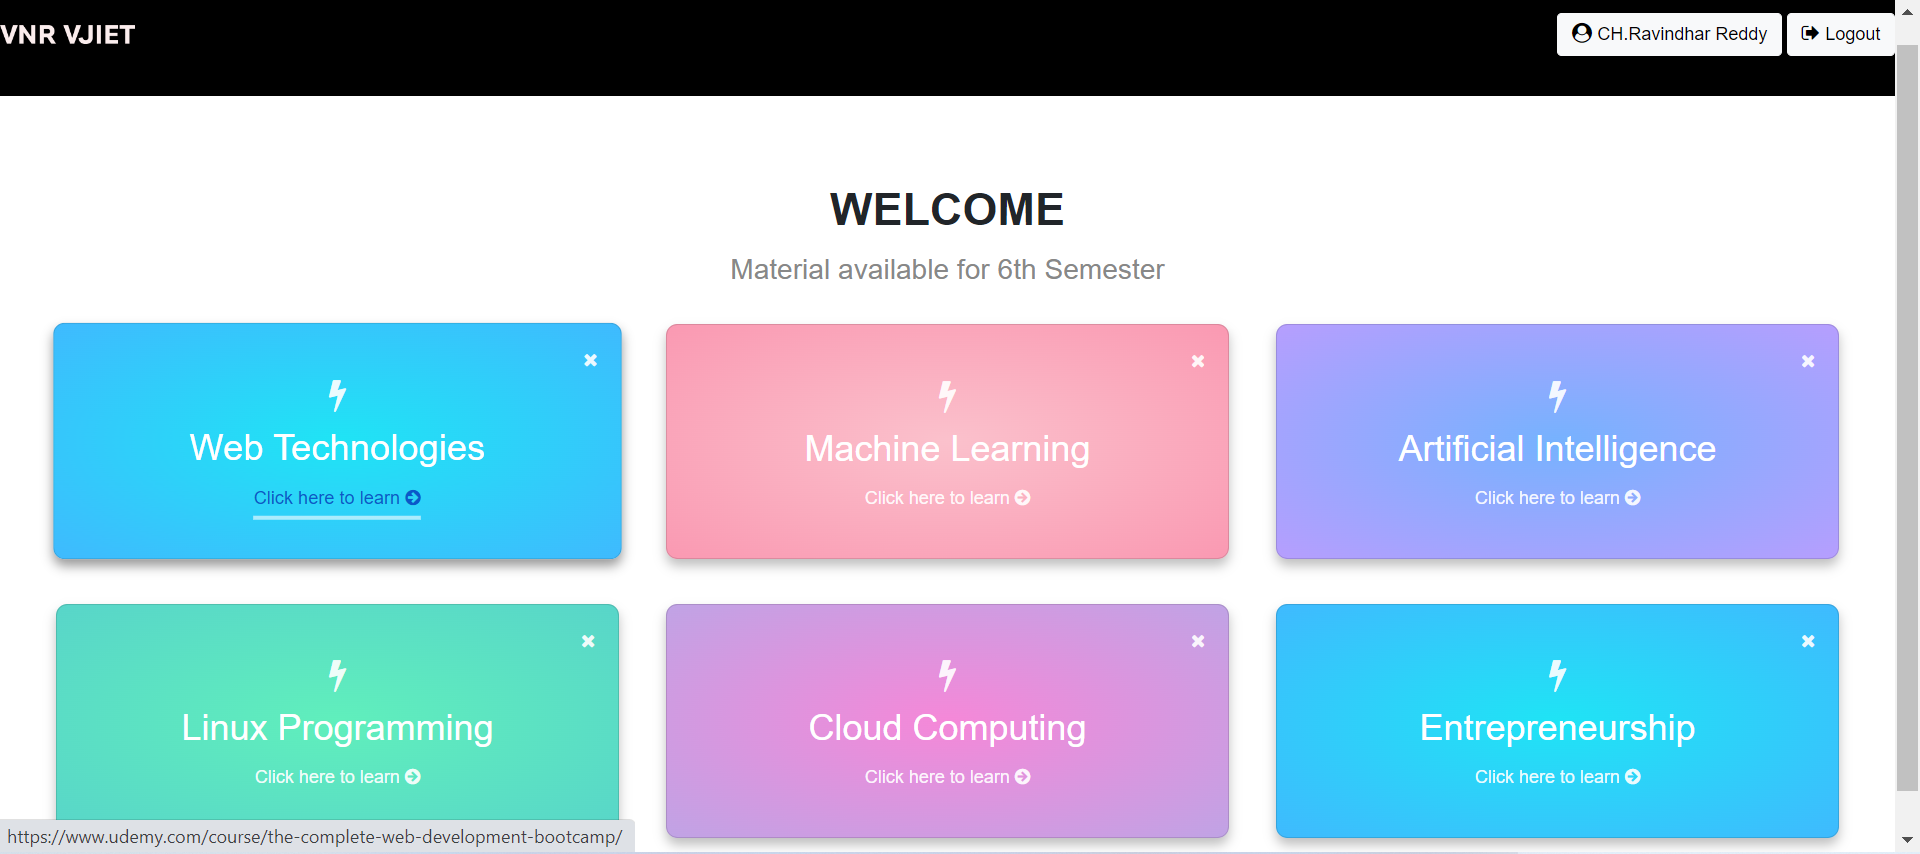 VNR VJIET
CH.Ravindhar Reddy
Logout
WELCOME
Material available for 6th Semester
Web Technologies
Click here to learn
Machine Learning
Click here to learn
Artificial Intelligence
Click here to learn
Linux Programming
Click here to learn
Cloud Computing
Click here to learn
Entrepreneurship
Click here to learn
https://www.udemy.com/course/the-complete-web-development-bootcamp/